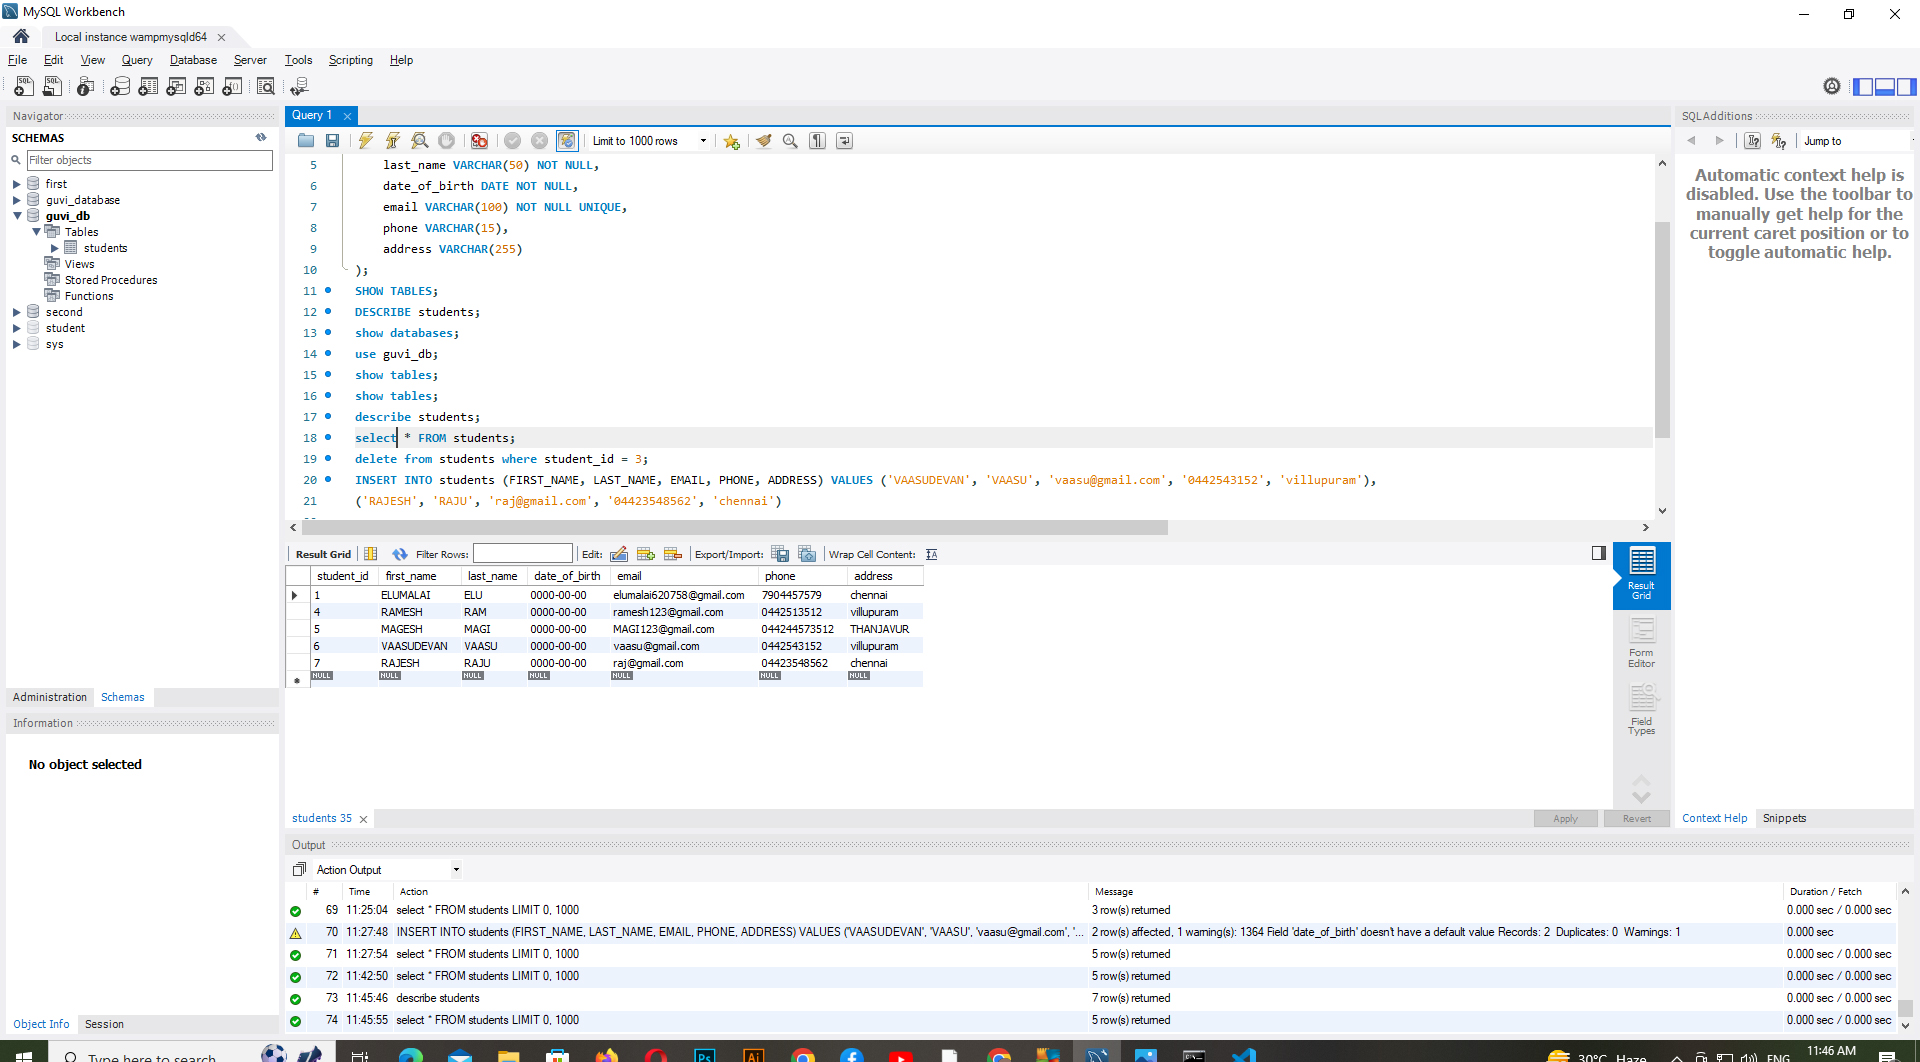 MySQL Workbench
Local instance wampmysqld64
File Edit View Query Database Server Tools Scripting Help
Navigator
SCHEMAS
Filter objects
first
guvi_database
guvi_db
Tables
students
Views
Stored Procedures
Functions
second
student
sys
Administration Schemas
Information
No object selected
Object Info Session
Query 1
Limit to 1000 rows
5 last_name VARCHAR(50) NOT NULL,
6 date_of_birth DATE NOT NULL,
7 email VARCHAR(100) NOT NULL UNIQUE,
8 phone VARCHAR(15),
9 address VARCHAR(255)
10 );
11 SHOW TABLES;
12 DESCRIBE students;
13 show databases;
14 use guvi_db;
15 show tables;
16 show tables;
17 describe students;
18 select * FROM students;
19 delete from students where student_id = 3;
20 INSERT INTO students (FIRST_NAME, LAST_NAME, EMAIL, PHONE, ADDRESS) VALUES ('VAASUDEVAN', 'VAASU', 'vaasu@gmail.com', '0442543152', 'villupuram'),
21 ('RAJESH', 'RAJU', 'raj@gmail.com', '04423548562', 'chennai')
Result Grid Filter Rows: Edit: Export/Import: Wrap Cell Content:
student_id first_name last_name date_of_birth email phone address
1 ELUMALAI ELU 0000-00-00 elumalai620758@gmail.com 7904457579 chennai
4 RAMESH RAM 0000-00-00 ramesh123@gmail.com 0442513512 villupuram
5 MAGESH MAGI 0000-00-00 MAGI123@gmail.com 044244573512 THANJAVUR
6 VAASUDEVAN VAASU 0000-00-00 vaasu@gmail.com 0442543152 villupuram
7 RAJESH RAJU 0000-00-00 raj@gmail.com 04423548562 chennai
NULL NULL NULL NULL NULL NULL NULL
Result Grid
Form Editor
Field Types
students 35
Apply Revert
SQLAdditions
Jump to
Automatic context help is
disabled. Use the toolbar to
manually get help for the
current caret position or to
toggle automatic help.
Context Help Snippets
Output
Action Output
# Time Action Message Duration / Fetch
69 11:25:04 select * FROM students LIMIT 0, 1000 3 row(s) returned 0.000 sec / 0.000 sec
70 11:27:48 INSERT INTO students (FIRST_NAME, LAST_NAME, EMAIL, PHONE, ADDRESS) VALUES ('VAASUDEVAN', 'VAASU', 'vaasu@gmail.com', '... 2 row(s) affected, 1 warning(s): 1364 Field 'date_of_birth' doesn't have a default value Records: 2 Duplicates: 0 Warnings: 1 0.000 sec
71 11:27:54 select * FROM students LIMIT 0, 1000 5 row(s) returned 0.000 sec / 0.000 sec
72 11:42:50 select * FROM students LIMIT 0, 1000 5 row(s) returned 0.000 sec / 0.000 sec
73 11:45:46 describe students 7 row(s) returned 0.000 sec / 0.000 sec
74 11:45:55 select * FROM students LIMIT 0, 1000 5 row(s) returned 0.000 sec / 0.000 sec
Type here to search
Ps Ai
30°C Haze
ENG
11:46 AM